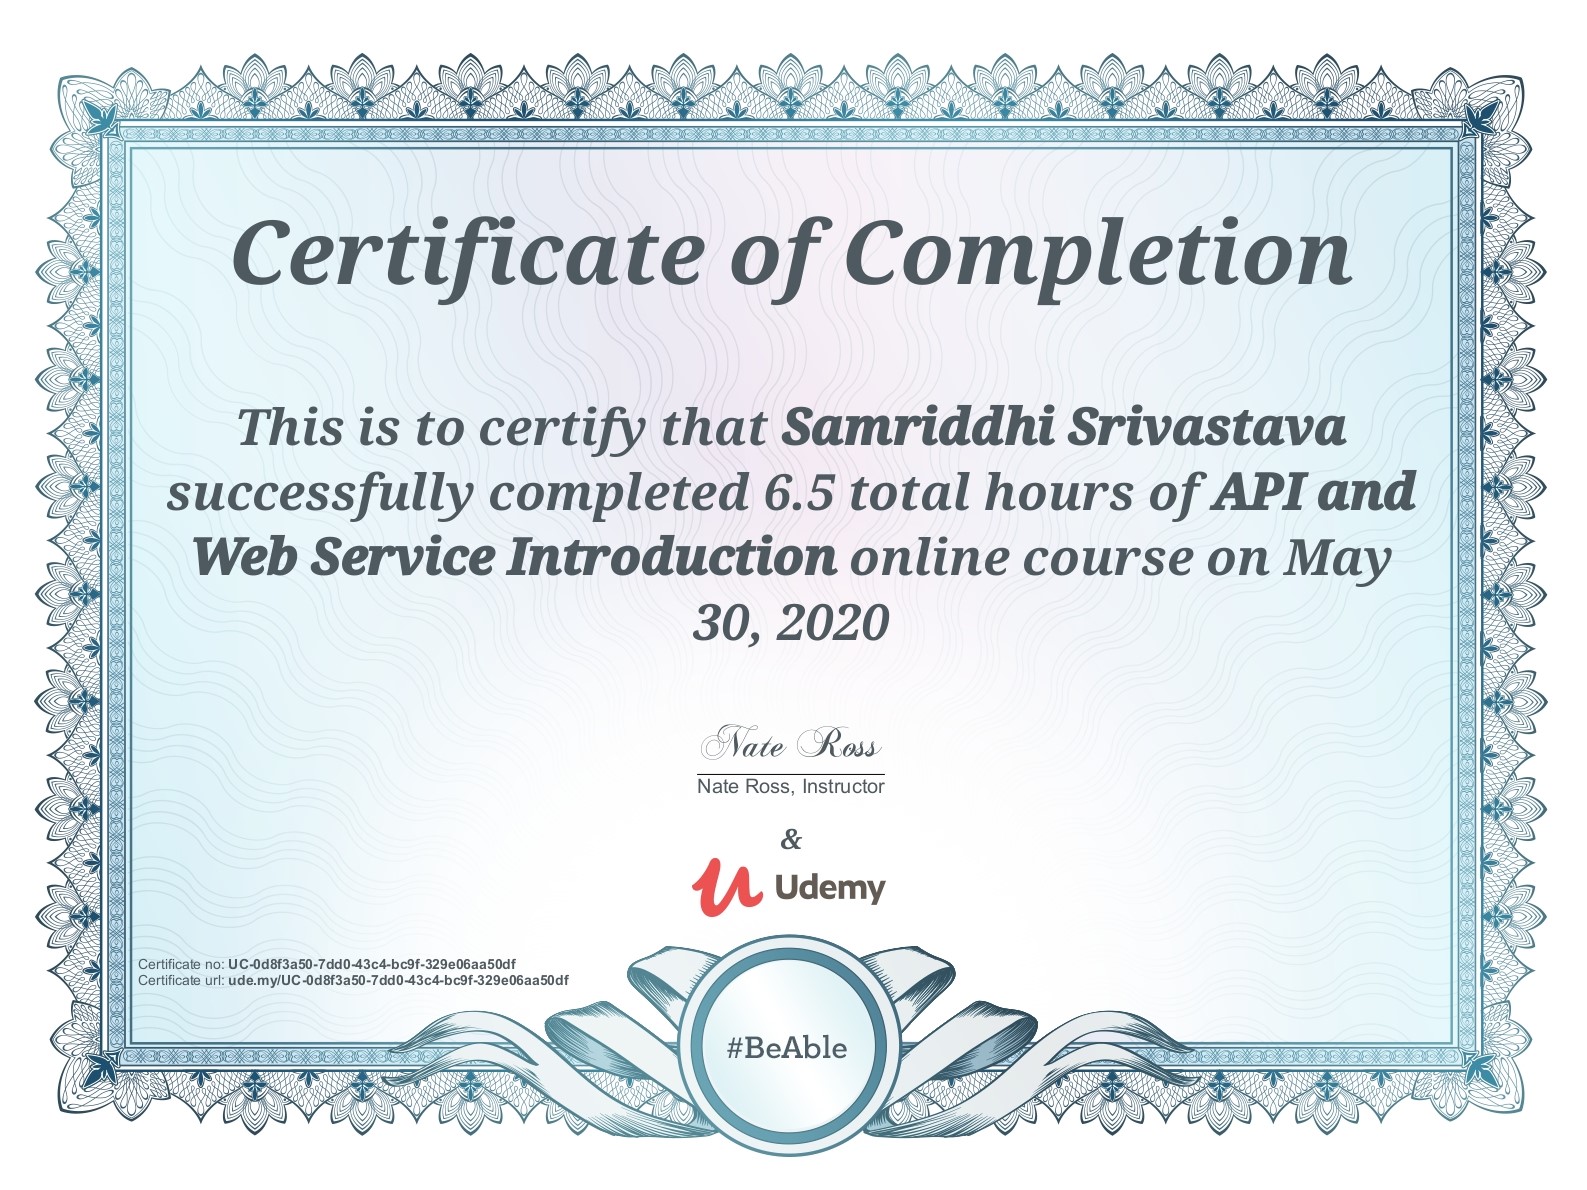 Certificate of Completion
This is to certify that Samriddhi Srivastava
successfully completed 6.5 total hours of API and
Web Service Introduction online course on May
30, 2020
Nate Ross
Nate Ross, Instructor
&
Udemy
Certificate no: UC-0d8f3a50-7dd0-43c4-bc9f-329e06aa50df
Certificate url: ude.my/UC-0d8f3a50-7dd0-43c4-bc9f-329e06aa50df
#BeAble